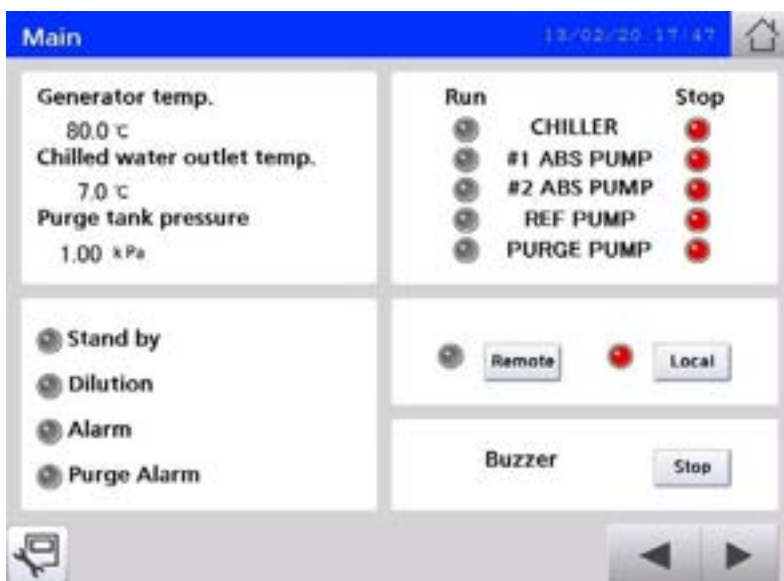 Main
13/02/20 17:47
Generator temp.
80.0 ℃
Chilled water outlet temp.
7.0 ℃
Purge tank pressure
1.00 kPa
Run Stop
CHILLER
#1 ABS PUMP
#2 ABS PUMP
REF PUMP
PURGE PUMP
Stand by
Dilution
Alarm
Purge Alarm
Remote Local
Buzzer Stop